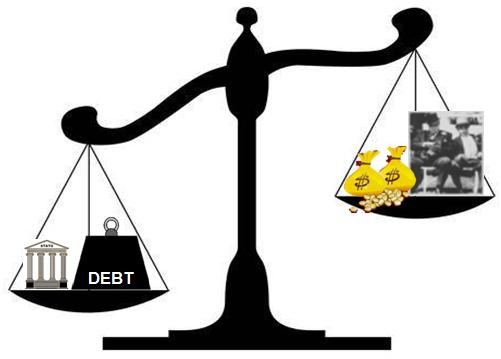 $ $
STATE
DEBT